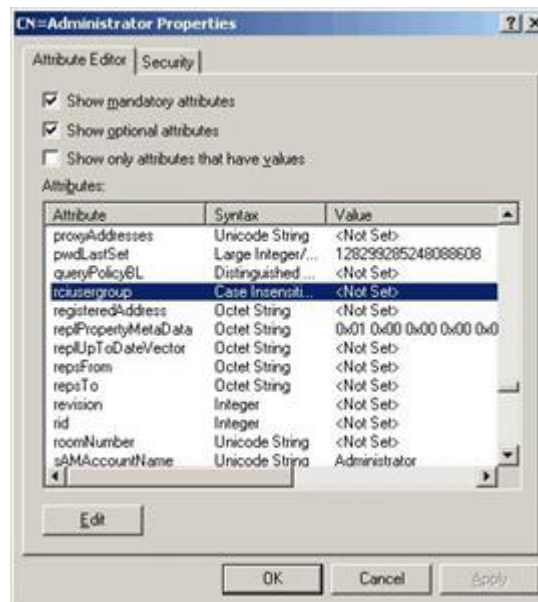 CN=Administrator Properties
Attribute Editor Security
Show mandatory attributes
Show optional attributes
Show only attributes that have values
Attributes:
Attribute Syntax Value
proxyAddresses Unicode String <Not Set>
pwdLastSet Large Integer/... 128299285248088608
queryPolicyBL Distinguished ... <Not Set>
rciusergroup Case Insensiti... <Not Set>
registeredAddress Octet String <Not Set>
replPropertyMetaData Octet String 0x01 0x00 0x00 0x00 0x0
replUpToDateVector Octet String <Not Set>
repsFrom Octet String <Not Set>
repsTo Octet String <Not Set>
revision Integer <Not Set>
rid Integer <Not Set>
roomNumber Unicode String <Not Set>
sAMAccountName Unicode String Administrator
Edit
OK Cancel Apply